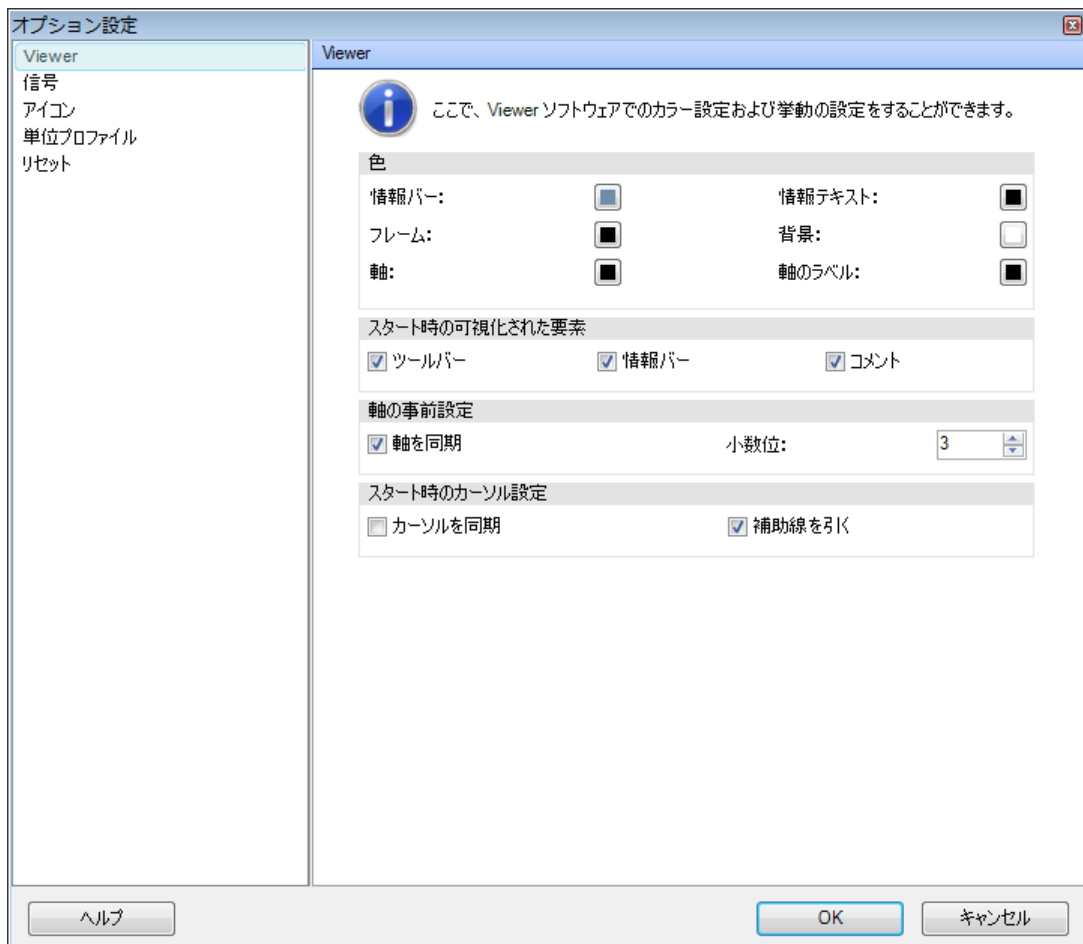 オプション設定
Viewer
信号
アイコン
単位プロファイル
リセット
Viewer
ここで、Viewer ソフトウェアでのカラー設定および挙動の設定をすることができます。
色
情報バー:
情報テキスト:
フレーム:
背景:
軸:
軸のラベル:
スタート時の可視化された要素
ツールバー
情報バー
コメント
軸の事前設定
軸を同期
小数位:
3
スタート時のカーソル設定
カーソルを同期
補助線を引く
ヘルプ
OK
キャンセル